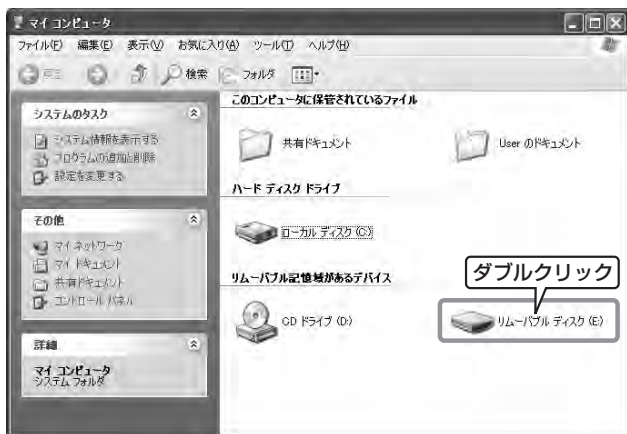 マイ コンピュータ
ファイル(F) 編集(E) 表示(V) お気に入り(A) ツール(T) ヘルプ(H)
戻る 検索 フォルダ
システムのタスク
システム情報を表示する
プログラムの追加と削除
設定を変更する
その他
マイ ネットワーク
マイ ドキュメント
共有ドキュメント
コントロール パネル
詳細
マイ コンピュータ
システム フォルダ
このコンピュータに保管されているファイル
共有ドキュメント
User のドキュメント
ハード ディスク ドライブ
ローカル ディスク (C:)
リムーバブル記憶域があるデバイス
ダブルクリック
CD ドライブ (D:)
リムーバブル ディスク (E:)